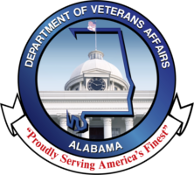 DEPARTMENT OF VETERANS AFFAIRS
ALABAMA
"Proudly Serving America's Finest"